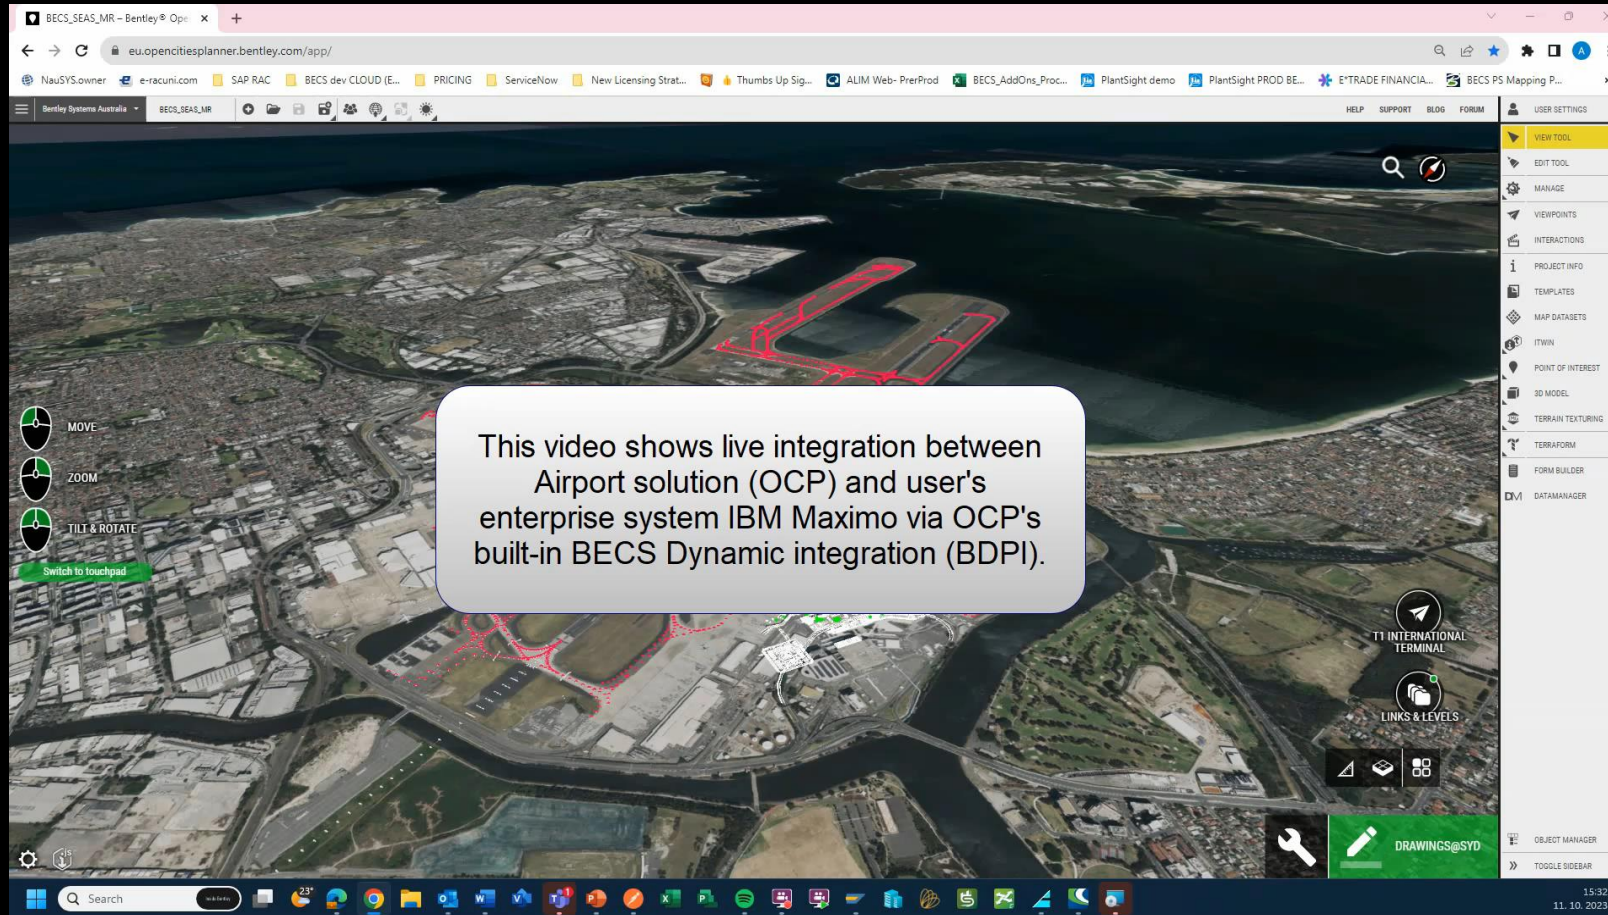 BECS_SEAS_MR – Bentley® Ope
eu.opencitiesplanner.bentley.com/app/
A
NauSYS.owner
e-racuni.com
SAP RAC
BECS dev CLOUD (E...
PRICING
ServiceNow
New Licensing Strat...
Thumbs Up Sig...
ALIM Web- PrerProd
BECS_AddOns_Proc...
PlantSight demo
PlantSight PROD BE...
E*TRADE FINANCIA...
BECS PS Mapping P...
Bentley Systems Australia
BECS_SEAS_MR
HELP
SUPPORT
BLOG
FORUM
USER SETTINGS
VIEW TOOL
EDIT TOOL
MANAGE
VIEWPOINTS
INTERACTIONS
PROJECT INFO
TEMPLATES
MAP DATASETS
ITWIN
POINT OF INTEREST
3D MODEL
TERRAIN TEXTURING
TERRAFORM
FORM BUILDER
DM DATAMANAGER
MOVE
ZOOM
TILT & ROTATE
Switch to touchpad
This video shows live integration between
Airport solution (OCP) and user's
enterprise system IBM Maximo via OCP's
built-in BECS Dynamic integration (BDPI).
T1 INTERNATIONAL
TERMINAL
LINKS & LEVELS
DRAWINGS@SYD
OBJECT MANAGER
TOGGLE SIDEBAR
Search
23°
15:32
11. 10. 2023